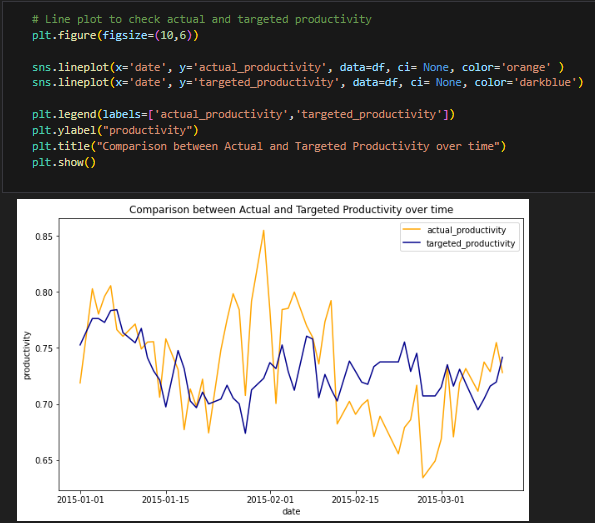 # Line plot to check actual and targeted productivity
plt.figure(figsize=(10,6))
sns.lineplot(x='date', y='actual_productivity', data=df, ci= None, color='orange' )
sns.lineplot(x='date', y='targeted_productivity', data=df, ci= None, color='darkblue')
plt.legend(labels=['actual_productivity','targeted_productivity'])
plt.ylabel("productivity")
plt.title("Comparison between Actual and Targeted Productivity over time")
plt.show()
Comparison between Actual and Targeted Productivity over time
actual_productivity
targeted_productivity
0.85
0.80
0.75
0.70
0.65
productivity
2015-01-01 2015-01-15 2015-02-01 2015-02-15 2015-03-01
date